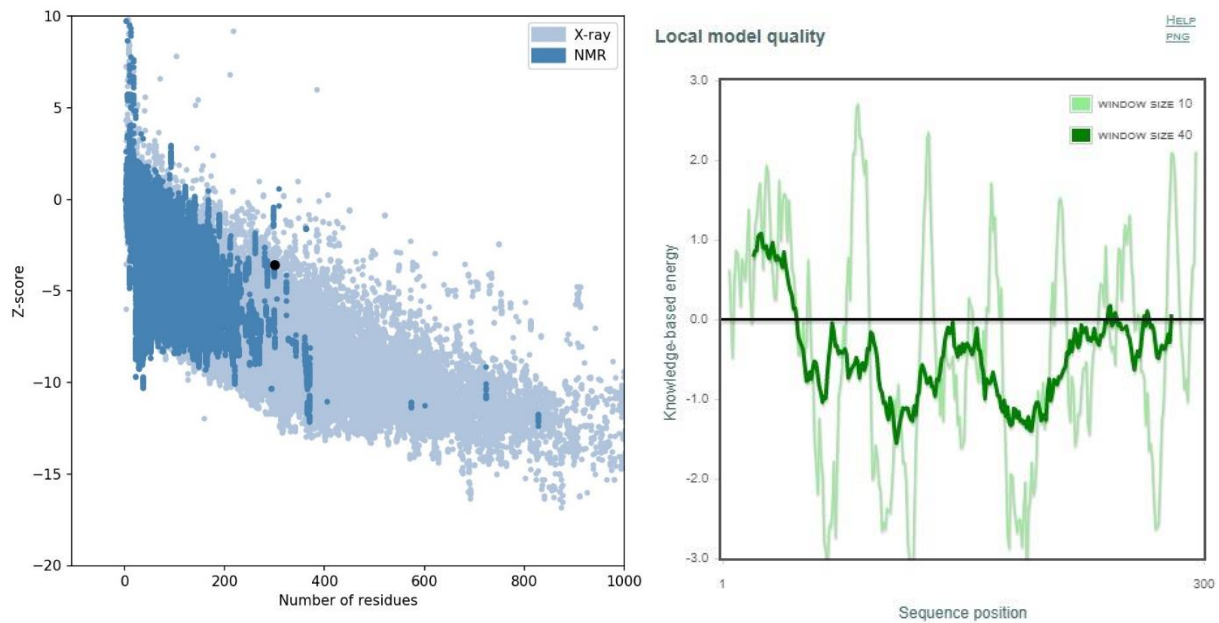 10
5
0
−5
−10
−15
−20
Z-score
0
200
400
600
800
1000
Number of residues
X-ray
NMR
Local model quality
HELP
PNG
3.0
2.0
1.0
0.0
-1.0
-2.0
-3.0
Knowledge-based energy
WINDOW SIZE 10
WINDOW SIZE 40
1
300
Sequence position